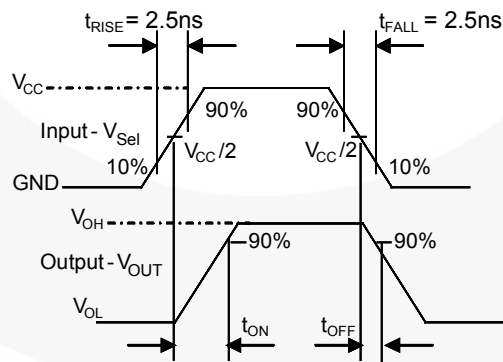 tRISE = 2.5ns tFALL = 2.5ns
VCC
90% 90%
Input - VSel VCC/2 VCC/2
10% 10%
GND
VOH
90% 90%
Output - VOUT
VOL
tON tOFF